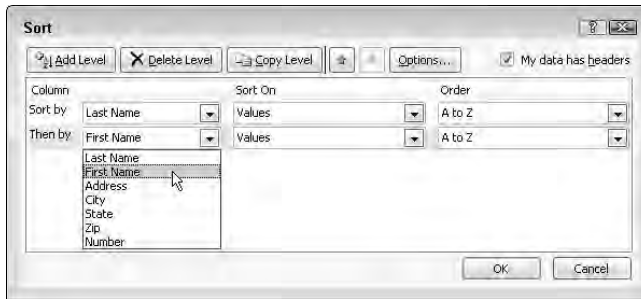 Sort
Add Level Delete Level Copy Level Options... My data has headers
Column Sort On Order
Sort by Last Name Values A to Z
Then by First Name Values A to Z
Last Name
First Name
Address
City
State
Zip
Number
OK Cancel